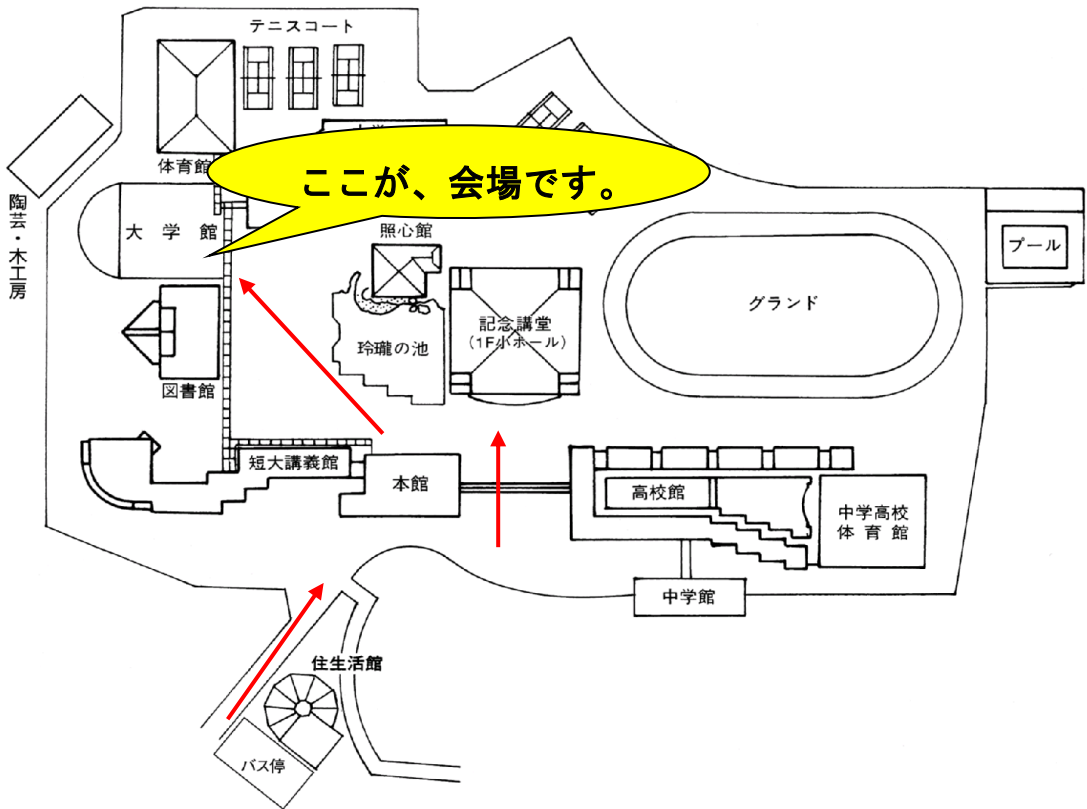 テニスコート
体育館
ここが、会場です。
陶芸・木工房
大学館
照心館
プール
グランド
記念講堂
(1F小ホール)
玲瓏の池
図書館
短大講義館
本館
高校館
中学高校
体育館
中学館
住生活館
バス停